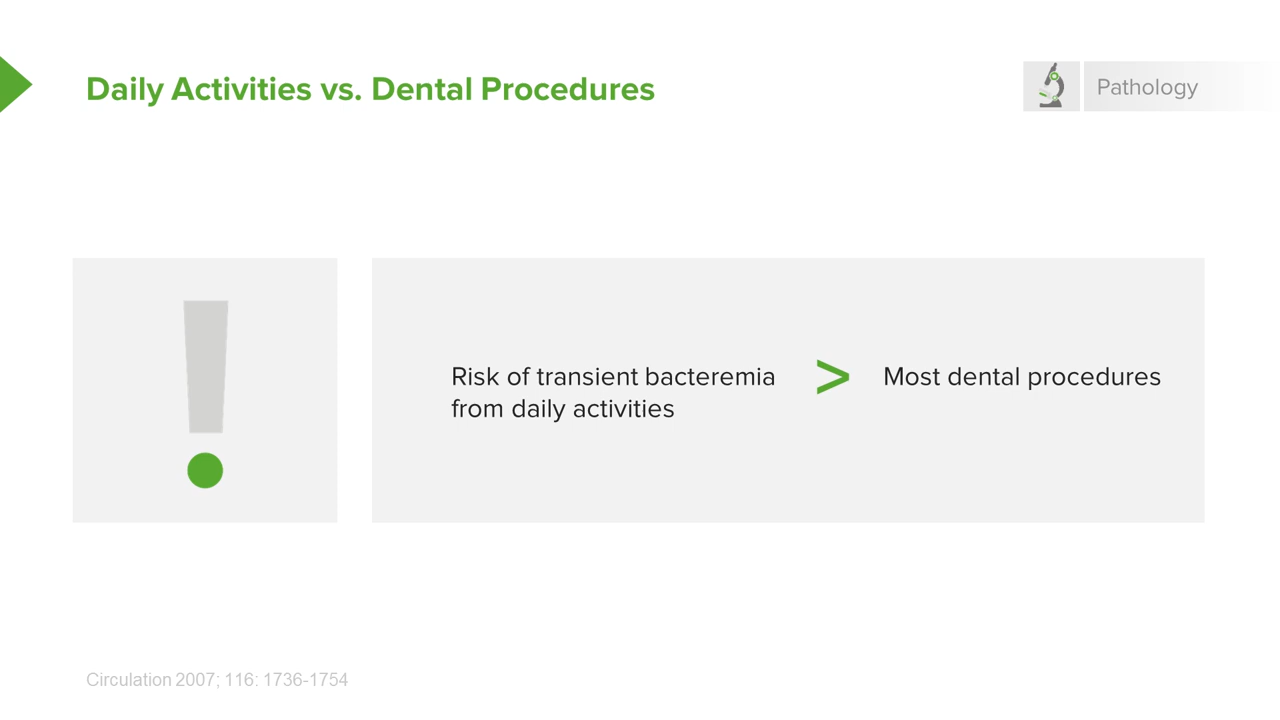 Daily Activities vs. Dental Procedures
Pathology
Risk of transient bacteremia
from daily activities
>
Most dental procedures
Circulation 2007; 116: 1736-1754